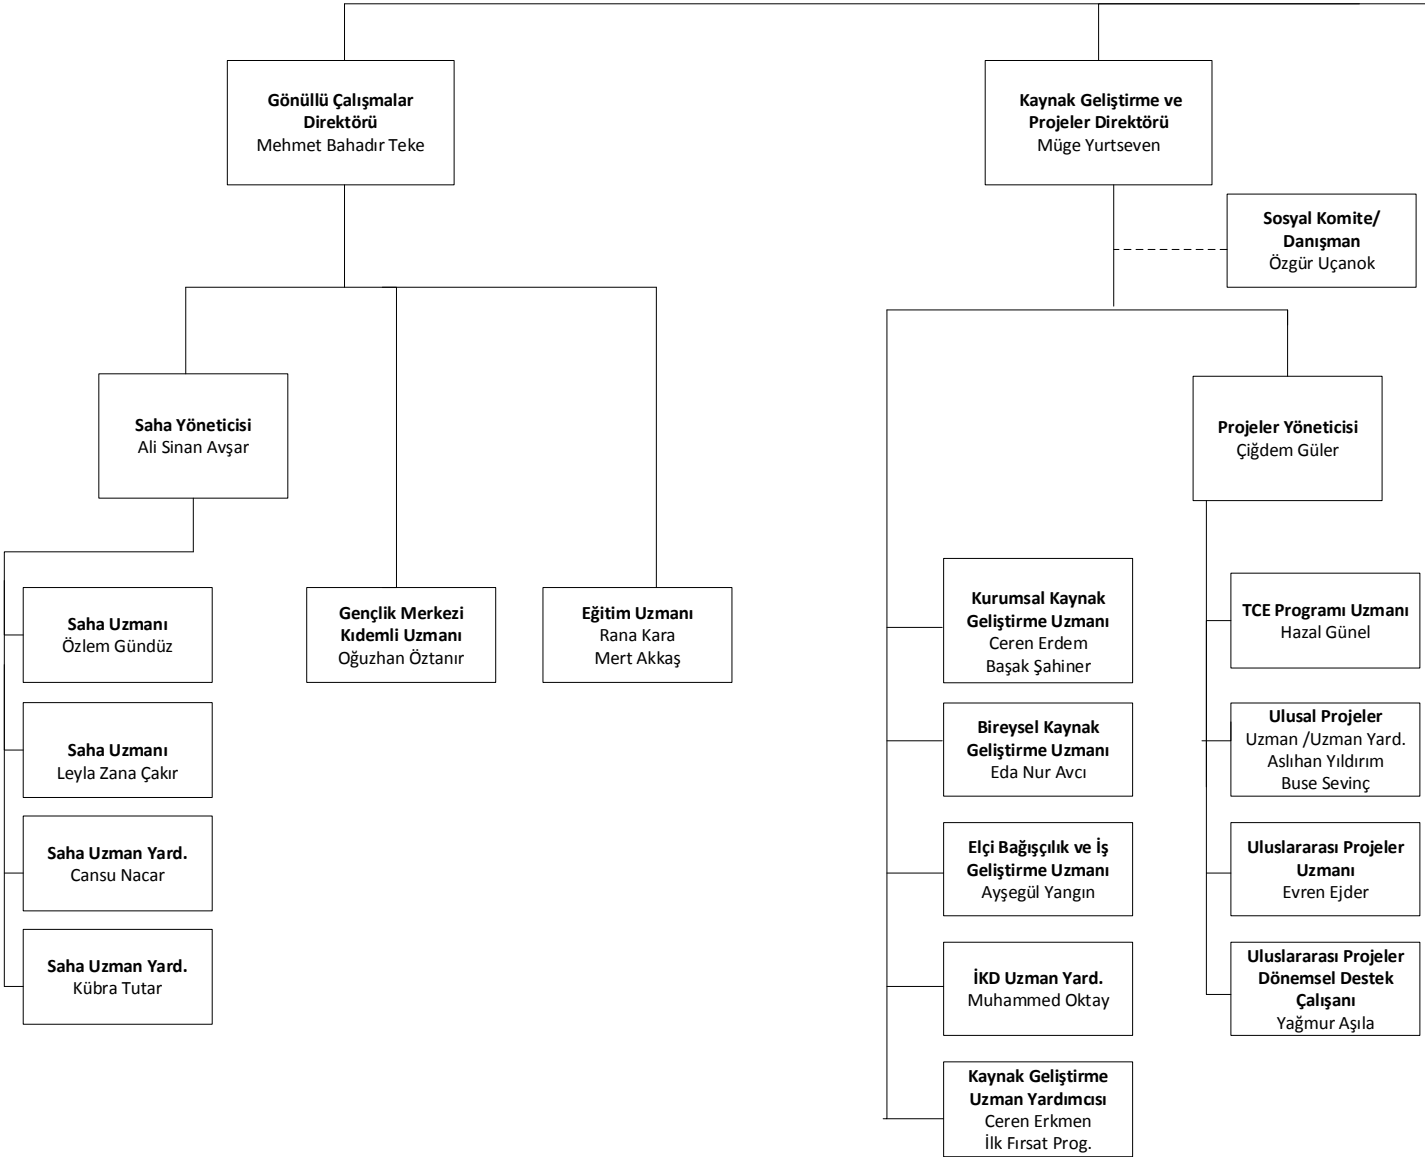 Gönüllü Çalışmalar
Direktörü
Mehmet Bahadır Teke
Kaynak Geliştirme ve
Projeler Direktörü
Müge Yurtseven
Sosyal Komite/
Danışman
Özgür Uçanok
Saha Yöneticisi
Ali Sinan Avşar
Projeler Yöneticisi
Çiğdem Güler
Saha Uzmanı
Özlem Gündüz
Saha Uzmanı
Leyla Zana Çakır
Saha Uzman Yard.
Cansu Nacar
Saha Uzman Yard.
Kübra Tutar
Gençlik Merkezi
Kıdemli Uzmanı
Oğuzhan Öztanır
Eğitim Uzmanı
Rana Kara
Mert Akkaş
Kurumsal Kaynak
Geliştirme Uzmanı
Ceren Erdem
Başak Şahiner
Bireysel Kaynak
Geliştirme Uzmanı
Eda Nur Avcı
Elçi Bağışçılık ve İş
Geliştirme Uzmanı
Ayşegül Yangın
İKD Uzman Yard.
Muhammed Oktay
Kaynak Geliştirme
Uzman Yardımcısı
Ceren Erkmen
İlk Fırsat Prog.
TCE Programı Uzmanı
Hazal Günel
Ulusal Projeler
Uzman /Uzman Yard.
Aslıhan Yıldırım
Buse Sevinç
Uluslararası Projeler
Uzmanı
Evren Ejder
Uluslararası Projeler
Dönemsel Destek
Çalışanı
Yağmur Aşıla